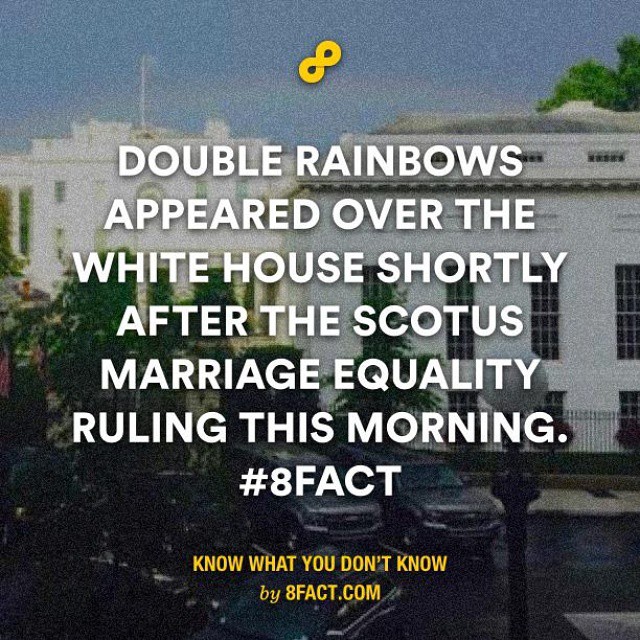 DOUBLE RAINBOWS
APPEARED OVER THE
WHITE HOUSE SHORTLY
AFTER THE SCOTUS
MARRIAGE EQUALITY
RULING THIS MORNING.
#8FACT
KNOW WHAT YOU DON'T KNOW
by 8FACT.COM